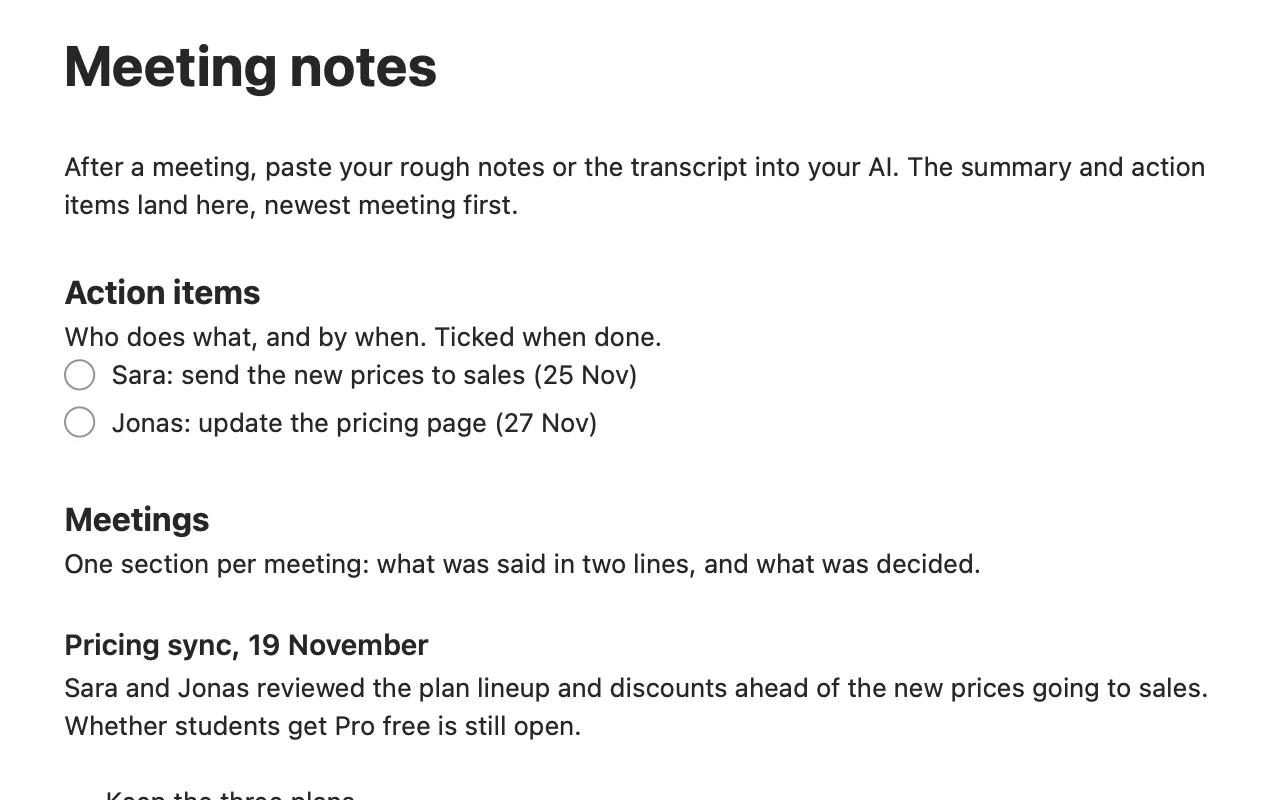 Meeting notes
After a meeting, paste your rough notes or the transcript into your AI. The summary and action
items land here, newest meeting first.
Action items
Who does what, and by when. Ticked when done.
Sara: send the new prices to sales (25 Nov)
Jonas: update the pricing page (27 Nov)
Meetings
One section per meeting: what was said in two lines, and what was decided.
Pricing sync, 19 November
Sara and Jonas reviewed the plan lineup and discounts ahead of the new prices going to sales.
Whether students get Pro free is still open.
Keep the three plans